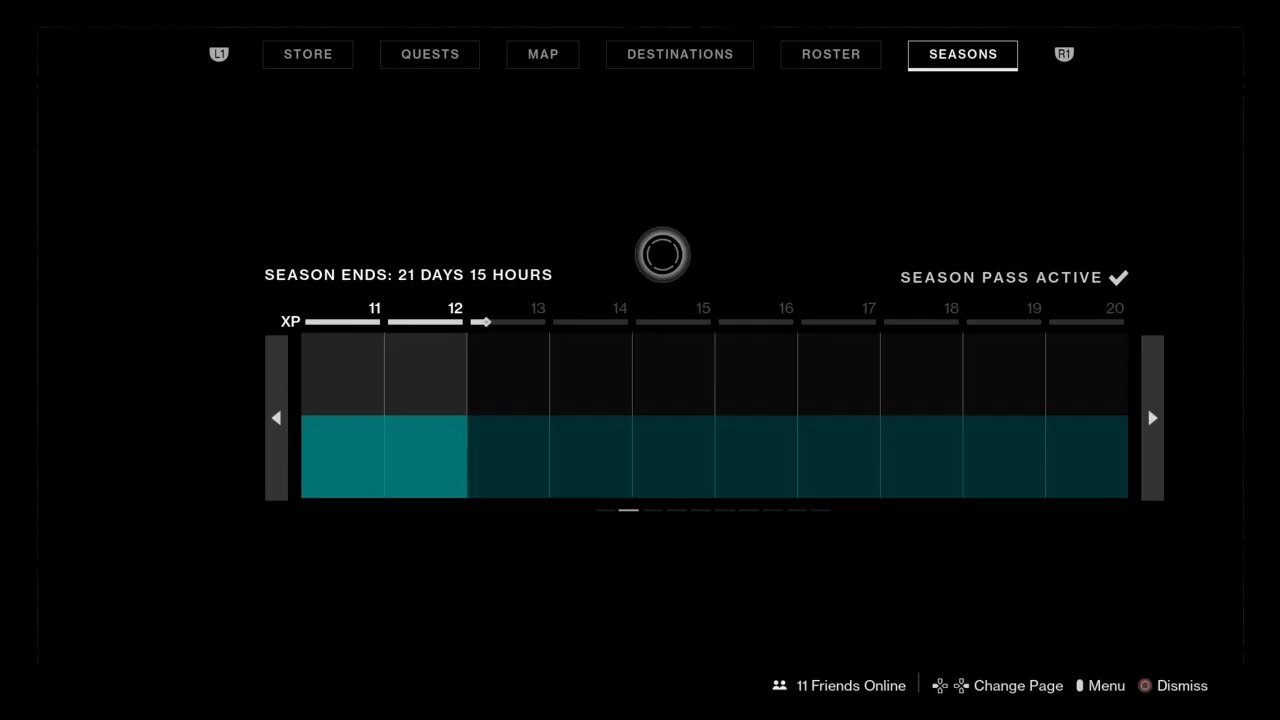 L1 STORE QUESTS MAP DESTINATIONS ROSTER SEASONS R1
SEASON ENDS: 21 DAYS 15 HOURS
SEASON PASS ACTIVE
11 12 13 14 15 16 17 18 19 20
XP
11 Friends Online Change Page Menu Dismiss